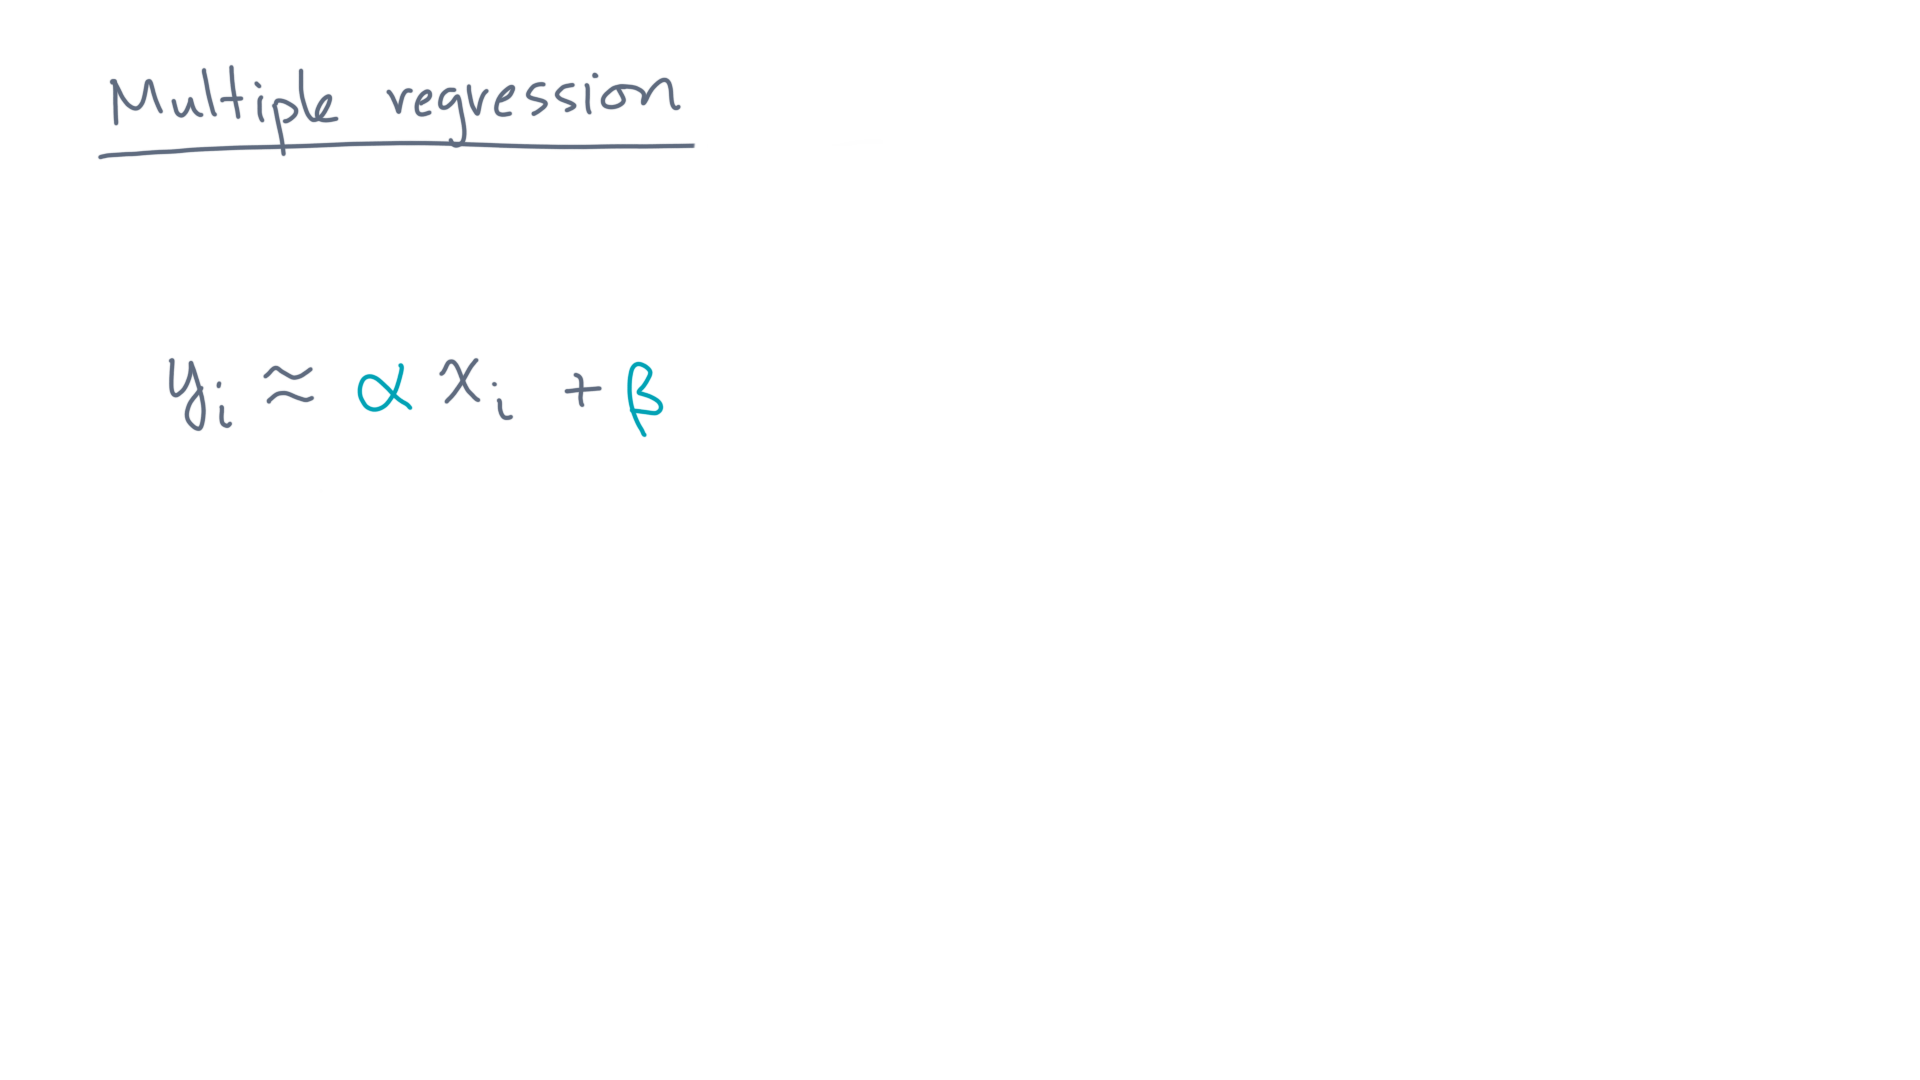 Multiple regression
yᵢ ≈ α xᵢ + β